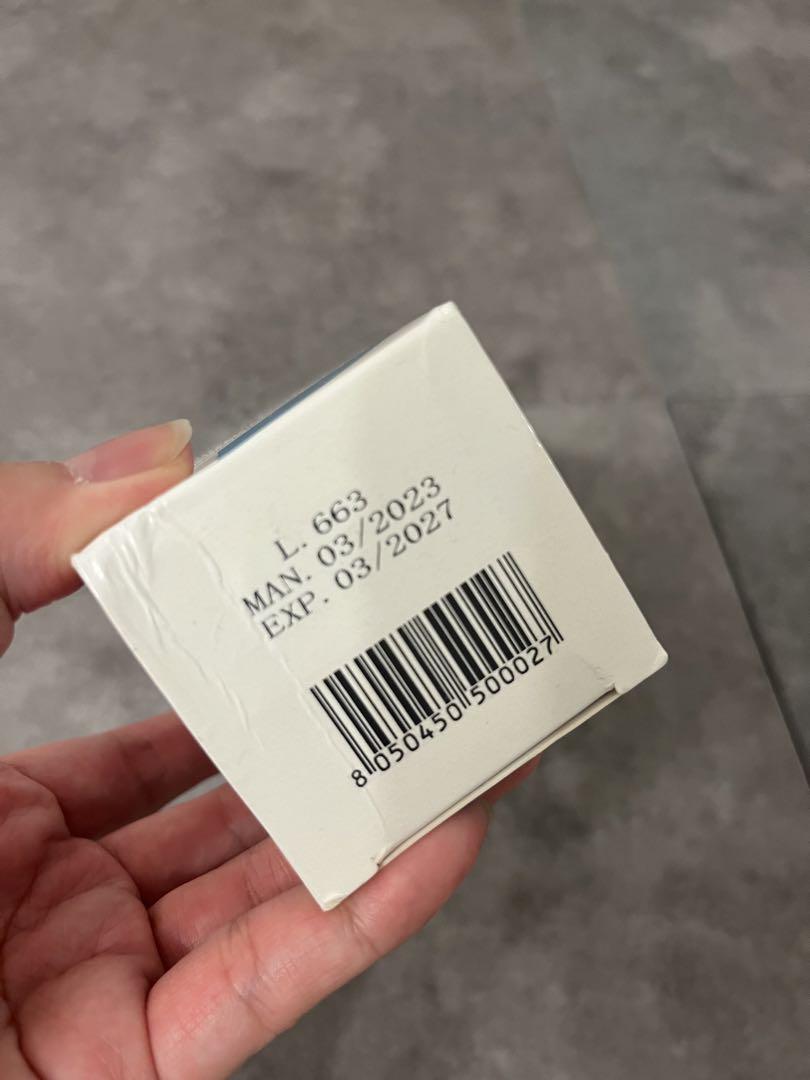 L. 663
MAN. 03/2023
EXP. 03/2027
8 050450 500027